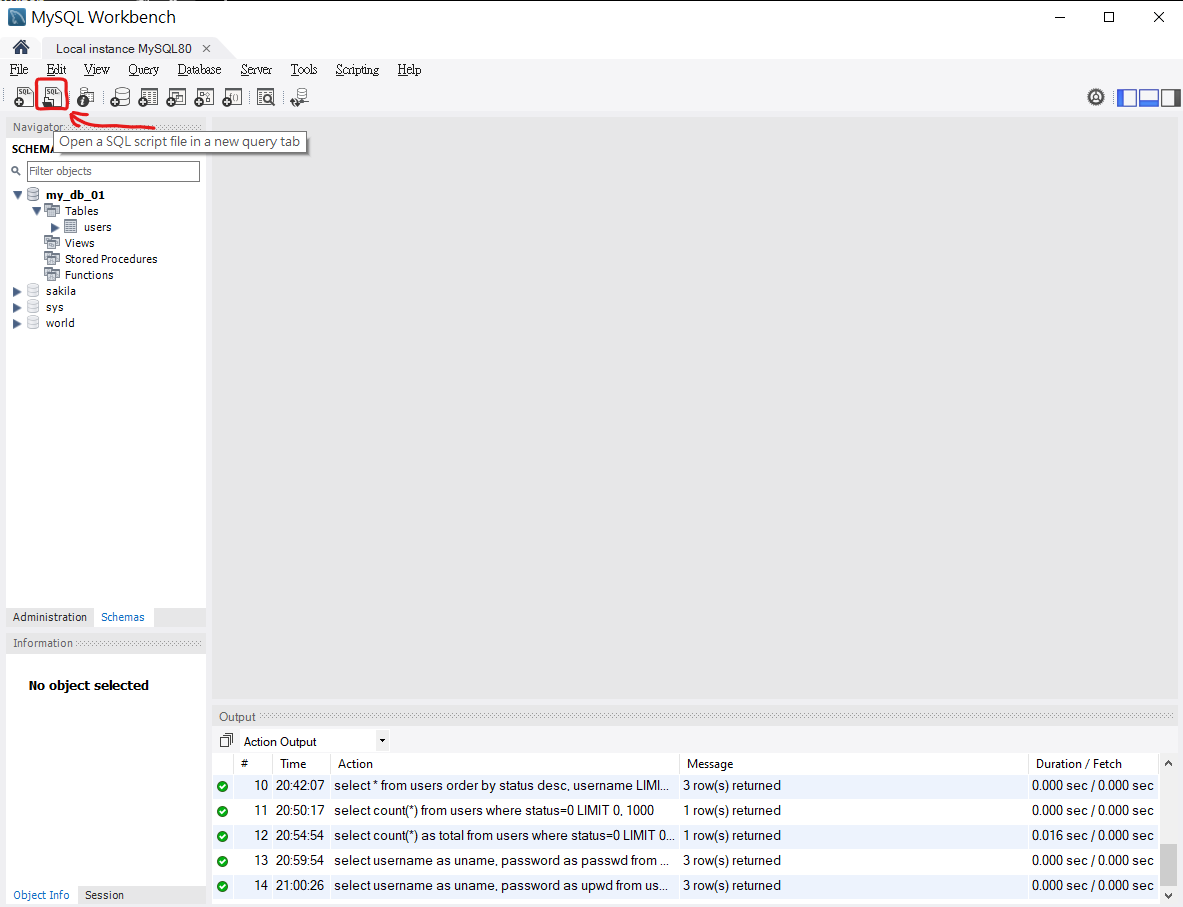 MySQL Workbench
Local instance MySQL80
File Edit View Query Database Server Tools Scripting Help
SQL SQL
Navigator
Open a SQL script file in a new query tab
SCHEMA
Filter objects
my_db_01
Tables
users
Views
Stored Procedures
Functions
sakila
sys
world
Administration Schemas
Information
No object selected
Object Info Session
Output
Action Output
# Time Action Message Duration / Fetch
10 20:42:07 select * from users order by status desc, username LIMI... 3 row(s) returned 0.000 sec / 0.000 sec
11 20:50:17 select count(*) from users where status=0 LIMIT 0, 1000 1 row(s) returned 0.000 sec / 0.000 sec
12 20:54:54 select count(*) as total from users where status=0 LIMIT 0... 1 row(s) returned 0.016 sec / 0.000 sec
13 20:59:54 select username as uname, password as passwd from ... 3 row(s) returned 0.000 sec / 0.000 sec
14 21:00:26 select username as uname, password as upwd from us... 3 row(s) returned 0.000 sec / 0.000 sec